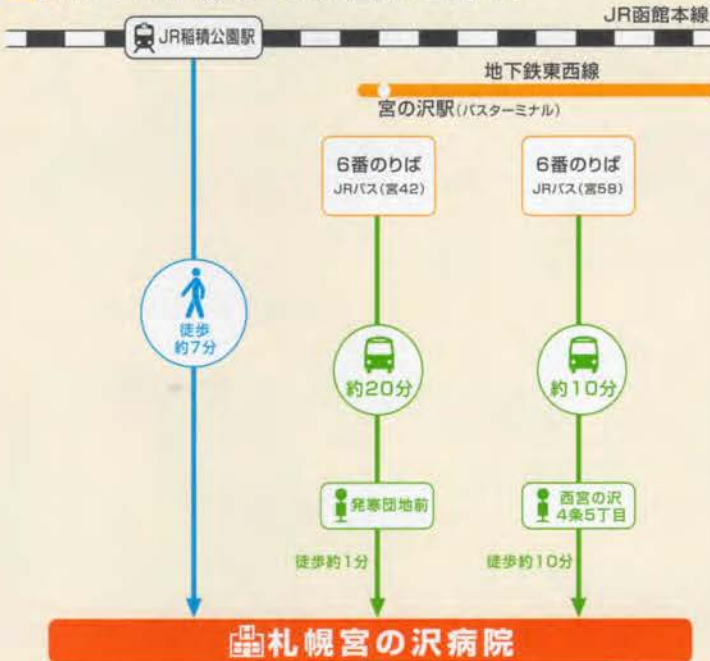 JR函館本線
JR稲積公園駅
地下鉄東西線
宮の沢駅(バスターミナル)
6番のりば
JRバス(宮42)
6番のりば
JRバス(宮58)
徒歩
約7分
約20分
約10分
発寒団地前
西宮の沢
4条5丁目
徒歩約1分
徒歩約10分
札幌宮の沢病院